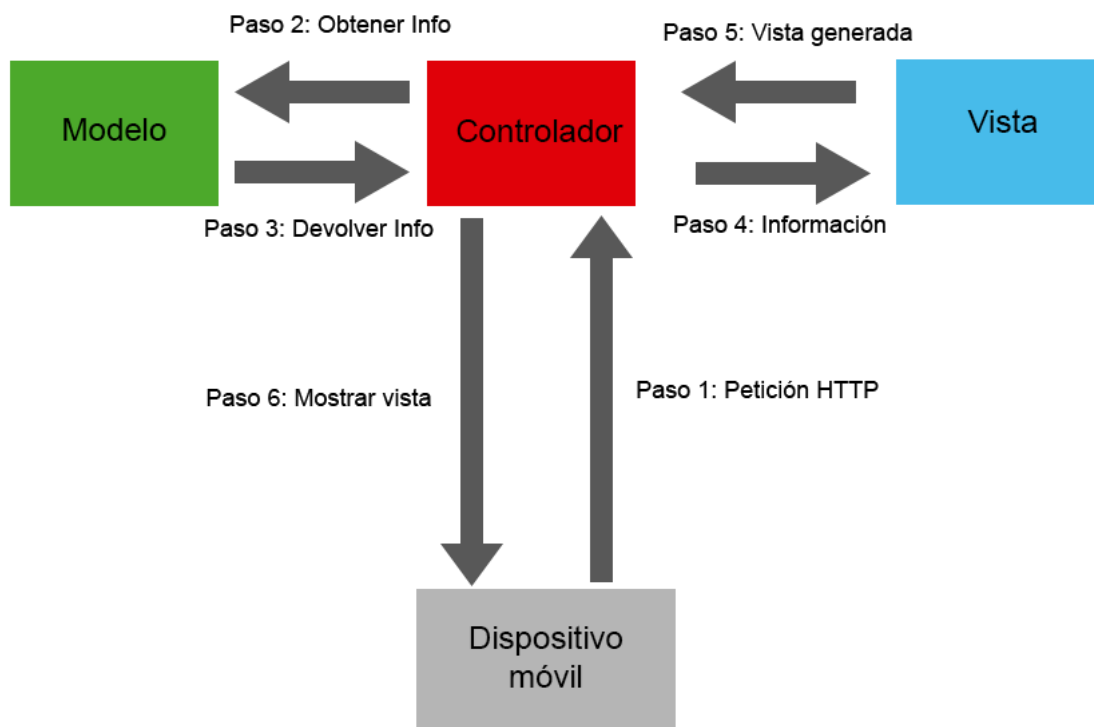 Paso 2: Obtener Info
Paso 5: Vista generada
Modelo
Controlador
Vista
Paso 3: Devolver Info
Paso 4: Información
Paso 6: Mostrar vista
Paso 1: Petición HTTP
Dispositivo
móvil